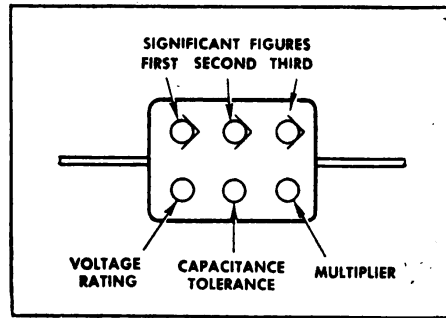 SIGNIFICANT FIGURES
FIRST SECOND THIRD
VOLTAGE RATING
CAPACITANCE TOLERANCE
MULTIPLIER